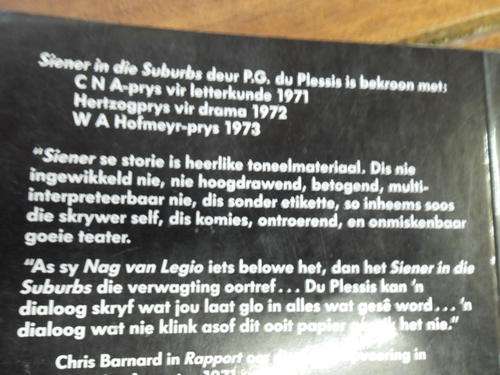 Siener in die Suburbs deur P.G. du Plessis is bekroon met:
C N A-prys vir letterkunde 1971
Hertzogprys vir drama 1972
W A Hofmeyr-prys 1973
"Siener se storie is heerlike toneelmateriaal. Dis nie
ingewikkeld nie, nie hoogdrawend, betogend, multi-
interpreteerbaar nie, dis sonder etikette, so inheems soos
die skrywer self, dis komies, ontroerend, en onmiskenbaar
goeie teater.
"As sy Nag van Legio iets belowe het, dan het Siener in die
Suburbs die verwagting oortref... Du Plessis kan 'n
dialoog skryf wat jou laat glo in alles wat gesê word... 'n
dialoog wat nie klink asof dit ooit papier het nie."
Chris Barnard in Rapport in
1971